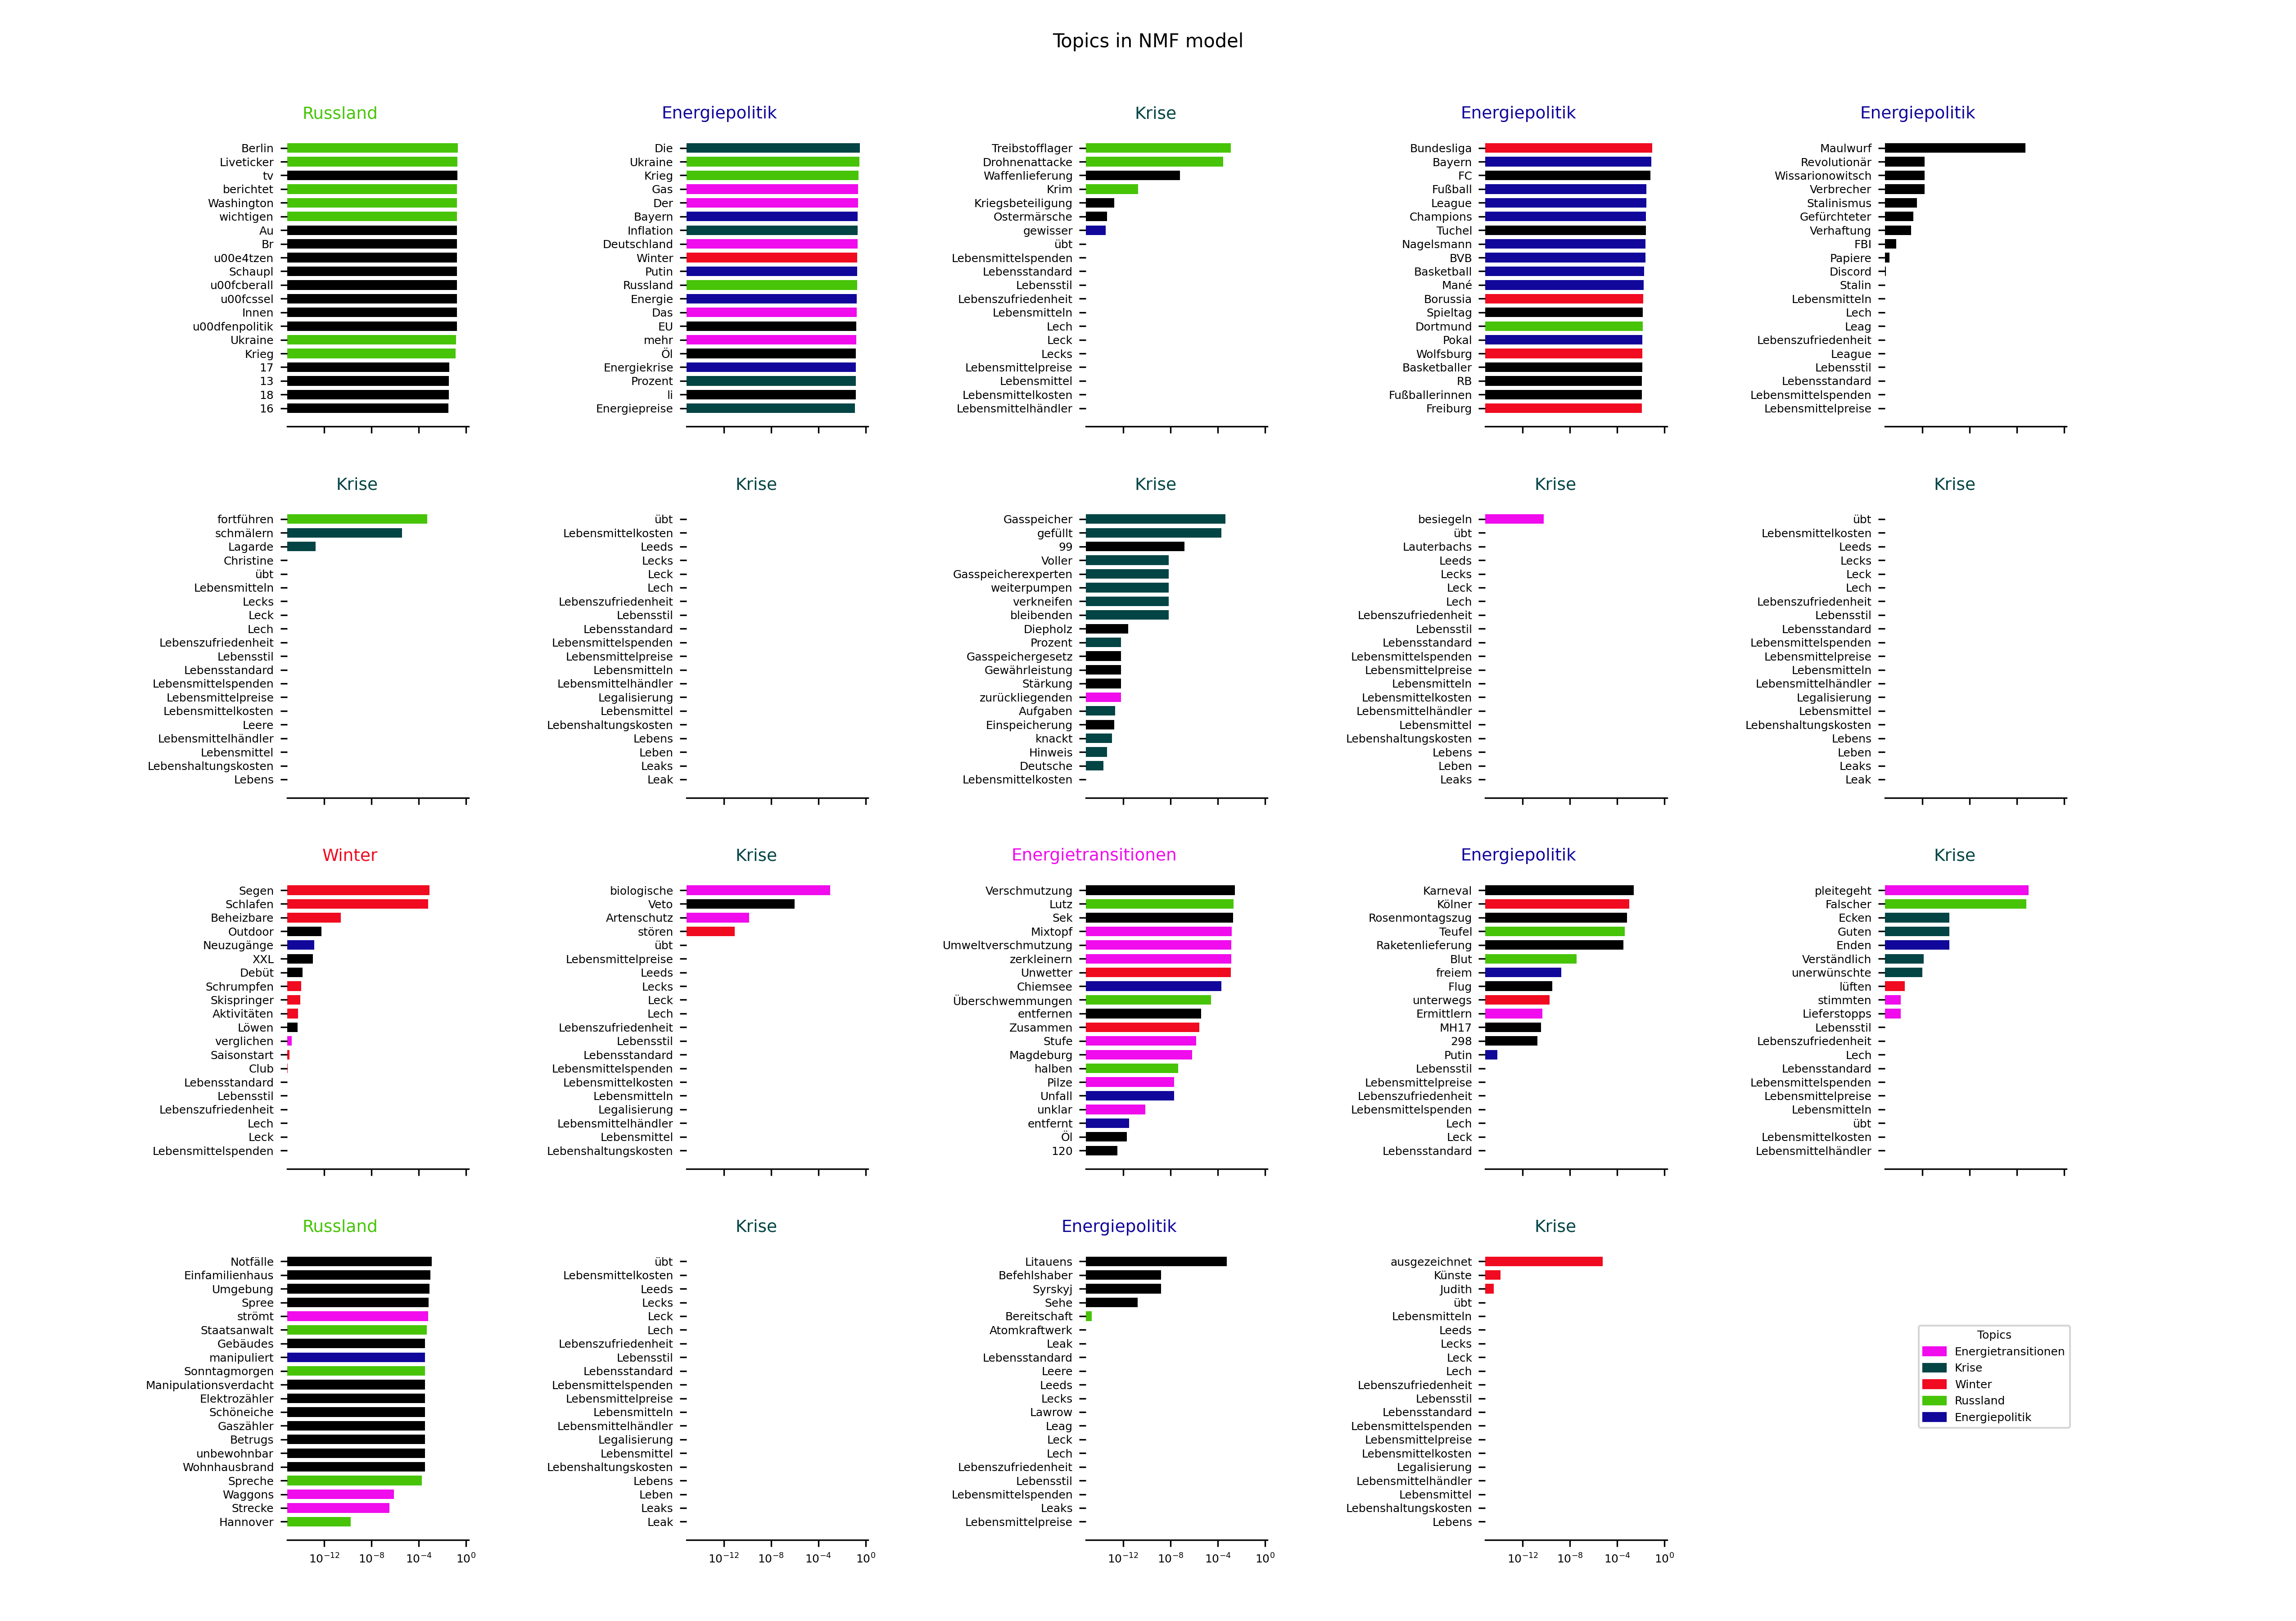 Topics in NMF model
Russland
Berlin
Liveticker
tv
berichtet
Washington
wichtigen
Au
Br
u00e4tzen
Schaupl
u00fcberall
u00fcssel
Innen
u00dfenpolitik
Ukraine
Krieg
17
13
18
16
Energiepolitik
Die
Ukraine
Krieg
Gas
Der
Bayern
Inflation
Deutschland
Winter
Putin
Russland
Energie
Das
EU
mehr
Öl
Energiekrise
Prozent
li
Energiepreise
Krise
Treibstofflager
Drohnenattacke
Waffenlieferung
Krim
Kriegsbeteiligung
Ostermärsche
gewisser
übt
Lebensmittelspenden
Lebensstandard
Lebensstil
Lebenszufriedenheit
Lebensmitteln
Lech
Leck
Lecks
Lebensmittelpreise
Lebensmittel
Lebensmittelkosten
Lebensmittelhändler
Energiepolitik
Bundesliga
Bayern
FC
Fußball
League
Champions
Tuchel
Nagelsmann
BVB
Basketball
Mané
Borussia
Spieltag
Dortmund
Pokal
Wolfsburg
Basketballer
RB
Fußballerinnen
Freiburg
Energiepolitik
Maulwurf
Revolutionär
Wissarionowitsch
Verbrecher
Stalinismus
Gefürchteter
Verhaftung
FBI
Papiere
Discord
Stalin
Lebensmitteln
Lech
Leag
Lebenszufriedenheit
League
Lebensstil
Lebensstandard
Lebensmittelspenden
Lebensmittelpreise
Krise
fortführen
schmälern
Lagarde
Christine
übt
Lebensmitteln
Lecks
Leck
Lech
Lebenszufriedenheit
Lebensstil
Lebensstandard
Lebensmittelspenden
Lebensmittelpreise
Lebensmittelkosten
Leere
Lebensmittelhändler
Lebensmittel
Lebenshaltungskosten
Lebens
Krise
übt
Lebensmittelkosten
Leeds
Lecks
Leck
Lech
Lebenszufriedenheit
Lebensstil
Lebensstandard
Lebensmittelspenden
Lebensmittelpreise
Lebensmitteln
Lebensmittelhändler
Legalisierung
Lebensmittel
Lebenshaltungskosten
Lebens
Leben
Leaks
Leak
Krise
Gasspeicher
gefüllt
99
Voller
Gasspeicherexperten
weiterpumpen
verkneifen
bleibenden
Diepholz
Prozent
Gasspeichergesetz
Gewährleistung
Stärkung
zurückliegenden
Aufgaben
Einspeicherung
knackt
Hinweis
Deutsche
Lebensmittelkosten
Krise
besiegeln
übt
Lauterbachs
Leeds
Lecks
Leck
Lech
Lebenszufriedenheit
Lebensstil
Lebensstandard
Lebensmittelspenden
Lebensmittelpreise
Lebensmitteln
Lebensmittelkosten
Lebensmittelhändler
Lebensmittel
Lebenshaltungskosten
Lebens
Leben
Leaks
Krise
übt
Lebensmittelkosten
Leeds
Lecks
Leck
Lech
Lebenszufriedenheit
Lebensstil
Lebensstandard
Lebensmittelspenden
Lebensmittelpreise
Lebensmitteln
Lebensmittelhändler
Legalisierung
Lebensmittel
Lebenshaltungskosten
Lebens
Leben
Leaks
Leak
Winter
Segen
Schlafen
Beheizbare
Outdoor
Neuzugänge
XXL
Debüt
Schrumpfen
Skispringer
Aktivitäten
Löwen
verglichen
Saisonstart
Club
Lebensstandard
Lebensstil
Lebenszufriedenheit
Lech
Leck
Lebensmittelspenden
Krise
biologische
Veto
Artenschutz
stören
übt
Lebensmittelpreise
Leeds
Lecks
Leck
Lech
Lebenszufriedenheit
Lebensstil
Lebensstandard
Lebensmittelspenden
Lebensmittelkosten
Lebensmitteln
Legalisierung
Lebensmittelhändler
Lebensmittel
Lebenshaltungskosten
Energietransitionen
Verschmutzung
Lutz
Sek
Mixtopf
Umweltverschmutzung
zerkleinern
Unwetter
Chiemsee
Überschwemmungen
entfernen
Zusammen
Stufe
Magdeburg
halben
Pilze
Unfall
unklar
entfernt
Öl
120
Energiepolitik
Karneval
Kölner
Rosenmontagszug
Teufel
Raketenlieferung
Blut
freiem
Flug
unterwegs
Ermittlern
MH17
298
Putin
Lebensstil
Lebensmittelpreise
Lebenszufriedenheit
Lebensmittelspenden
Lech
Leck
Lebensstandard
Krise
pleitegeht
Falscher
Ecken
Guten
Enden
Verständlich
unerwünschte
lüften
stimmten
Lieferstopps
Lebensstil
Lebenszufriedenheit
Lech
Lebensstandard
Lebensmittelspenden
Lebensmittelpreise
Lebensmitteln
übt
Lebensmittelkosten
Lebensmittelhändler
Russland
Notfälle
Einfamilienhaus
Umgebung
Spree
strömt
Staatsanwalt
Gebäudes
manipuliert
Sonntagmorgen
Manipulationsverdacht
Elektrozähler
Schöneiche
Gaszähler
Betrugs
unbewohnbar
Wohnhausbrand
Spreche
Waggons
Strecke
Hannover
10⁻¹² 10⁻⁸ 10⁻⁴ 10⁰
Krise
übt
Lebensmittelkosten
Leeds
Lecks
Leck
Lech
Lebenszufriedenheit
Lebensstil
Lebensstandard
Lebensmittelspenden
Lebensmittelpreise
Lebensmitteln
Lebensmittelhändler
Legalisierung
Lebensmittel
Lebenshaltungskosten
Lebens
Leben
Leaks
Leak
10⁻¹² 10⁻⁸ 10⁻⁴ 10⁰
Energiepolitik
Litauens
Befehlshaber
Syrskyj
Sehe
Bereitschaft
Atomkraftwerk
Leak
Lebensstandard
Leere
Leeds
Lecks
Lawrow
Leag
Leck
Lech
Lebenszufriedenheit
Lebensstil
Lebensmittelspenden
Leaks
Lebensmittelpreise
10⁻¹² 10⁻⁸ 10⁻⁴ 10⁰
Krise
ausgezeichnet
Künste
Judith
übt
Lebensmitteln
Leeds
Lecks
Leck
Lech
Lebenszufriedenheit
Lebensstil
Lebensstandard
Lebensmittelspenden
Lebensmittelpreise
Lebensmittelkosten
Legalisierung
Lebensmittelhändler
Lebensmittel
Lebenshaltungskosten
Lebens
10⁻¹² 10⁻⁸ 10⁻⁴ 10⁰
Topics
Energietransitionen
Krise
Winter
Russland
Energiepolitik